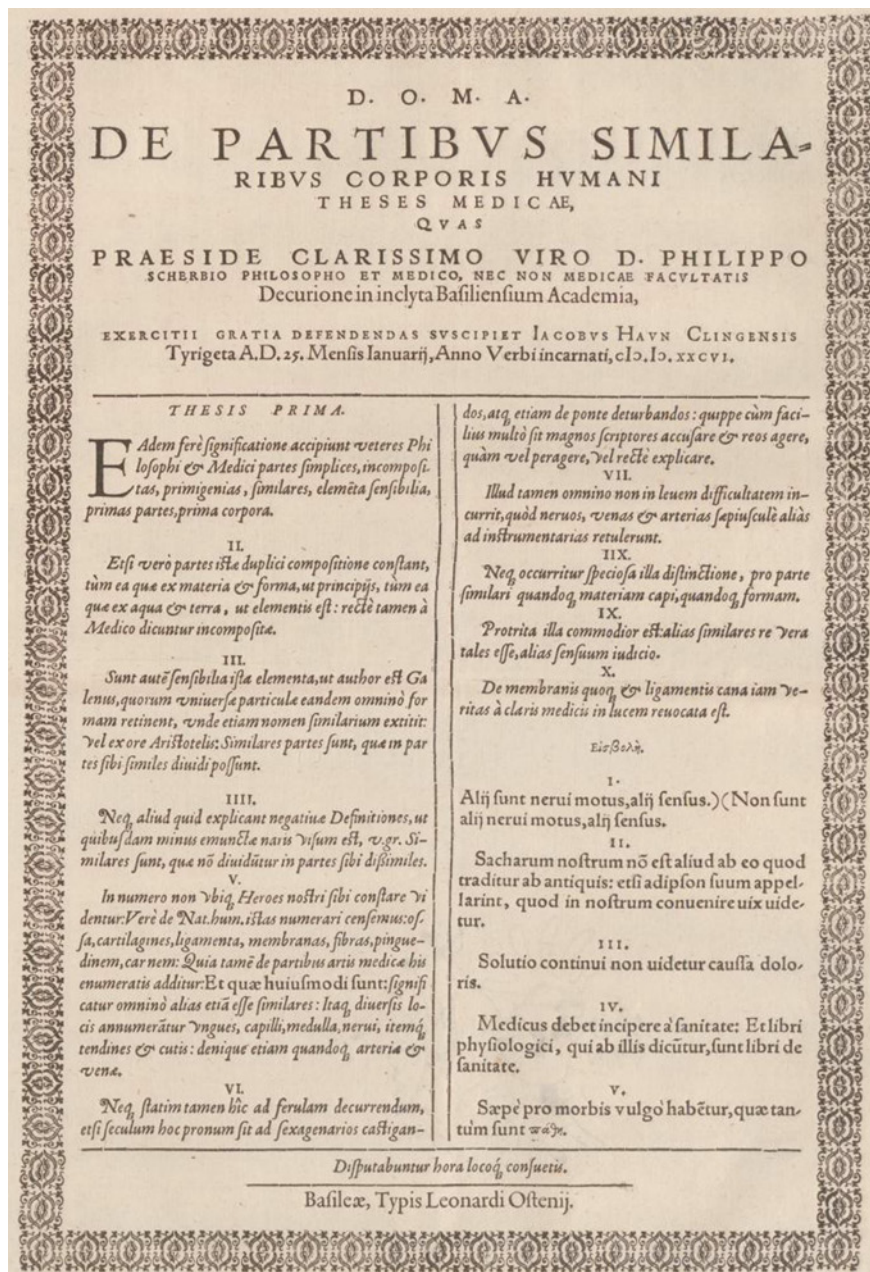 D. O. M. A.
DE PARTIBVS SIMILA-
RIBVS CORPORIS HVMANI
THESES MEDICAE,
QVAS
PRAESIDE CLARISSIMO VIRO D. PHILIPPO
SCHERBIO PHILOSOPHO ET MEDICO, NEC NON MEDICAE FACVLTATIS
Decurione in inclyta Basiliensium Academia,
EXERCITII GRATIA DEFENDENDAS SVSCIPIET IACOBVS HAVN CLINGENSIS
Tyrigeta A.D. 25. Mensis Ianuarij, Anno Verbi incarnati, cIɔ. Iɔ. xxcvi.
THESIS PRIMA.
EAdem ferè significatione accipiunt veteres Phi
losophi & Medici partes simplices, incomposi-
tas, primigenias, similares, elemēta sensibilia,
primas partes, prima corpora.
II.
Etsi verò partes istæ duplici compositione constant,
tùm ea quæ ex materia & forma, ut principijs, tùm ea
quæ ex aqua & terra, ut elementis est: rectè tamen à
Medico dicuntur incompositæ.
III.
Sunt autē sensibilia ista elementa, ut author est Ga
lenus, quorum vniuersæ particulæ eandem omninò for
mam retinent, vnde etiam nomen similarium extitit:
vel ex ore Aristotelis: Similares partes sunt, quæ in par
tes sibi similes diuidi possunt.
IIII.
Neq; aliud quid explicant negatiuæ Definitiones, ut
quibusdam minus emunctæ naris visum est, v.gr. Si-
milares sunt, quæ nō diuidūtur in partes sibi dißimiles.
V.
In numero non vbiq; Heroes nostri sibi constare vi
dentur: Verè de Nat. hum. istas numerari censemus: os-
sa, cartilagines, ligamenta, membranas, fibras, pingue-
dinem, carnem: Quia tamē de partibus artis medicæ his
enumeratis additur: Et quæ huiusmodi sunt: signifi
catur omninò alias etiā esse similares: Itaq; diuersis lo-
cis annumerātur vngues, capilli, medulla, nerui, itemq́;
tendines & cutis: denique etiam quandoq; arteriæ &
venæ.
VI.
Neq; statim tamen hîc ad ferulam decurrendum,
etsi seculum hoc pronum sit ad sexagenarios castigan-
dos, atq; etiam de ponte deturbandos: quippe cùm faci-
lius multò sit magnos scriptores accusare & reos agere,
quàm vel peragere, vel rectè explicare.
VII.
Illud tamen omnino non in leuem difficultatem in-
currit, quòd neruos, venas & arterias sæpiusculè aliàs
ad instrumentarias retulerunt.
IIX.
Neq; occurritur speciosa illa distinctione, pro parte
similari quandoq; materiam capi, quandoq; formam.
IX.
Protrita illa commodior est: alias similares re vera
tales esse, alias sensuum iudicio.
X.
De membranis quoq; & ligamentis cana iam ve-
ritas à claris medicis in lucem reuocata est.
Εἰσβολὴ.
I.
Alij sunt nerui motus, alij sensus.)(Non sunt
alij nerui motus, alij sensus.
II.
Sacharum nostrum nō est aliud ab eo quod
traditur ab antiquis: etsi adipson suum appel-
larint, quod in nostrum conuenire uix uide-
tur.
III.
Solutio continui non uidetur caussa dolo-
ris.
IV.
Medicus debet incipere à sanitate: Et libri
physiologici, qui ab illis dicūtur, sunt libri de
sanitate.
V.
Sæpè pro morbis vulgò habētur, quæ tan-
tùm sunt πάθη.
Disputabuntur hora locoq́; consuetis.
Basileæ, Typis Leonardi Ostenij.